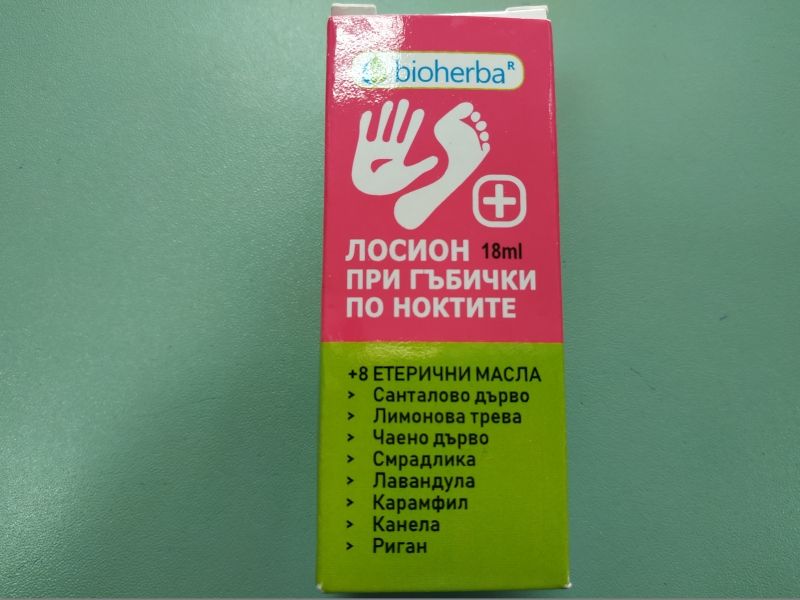 bioherba R
ЛОСИОН 18ml
ПРИ ГЪБИЧКИ
ПО НОКТИТЕ
+8 ЕТЕРИЧНИ МАСЛА
> Санталово дърво
> Лимонова трева
> Чаено дърво
> Смрадлика
> Лавандула
> Карамфил
> Канела
> Риган